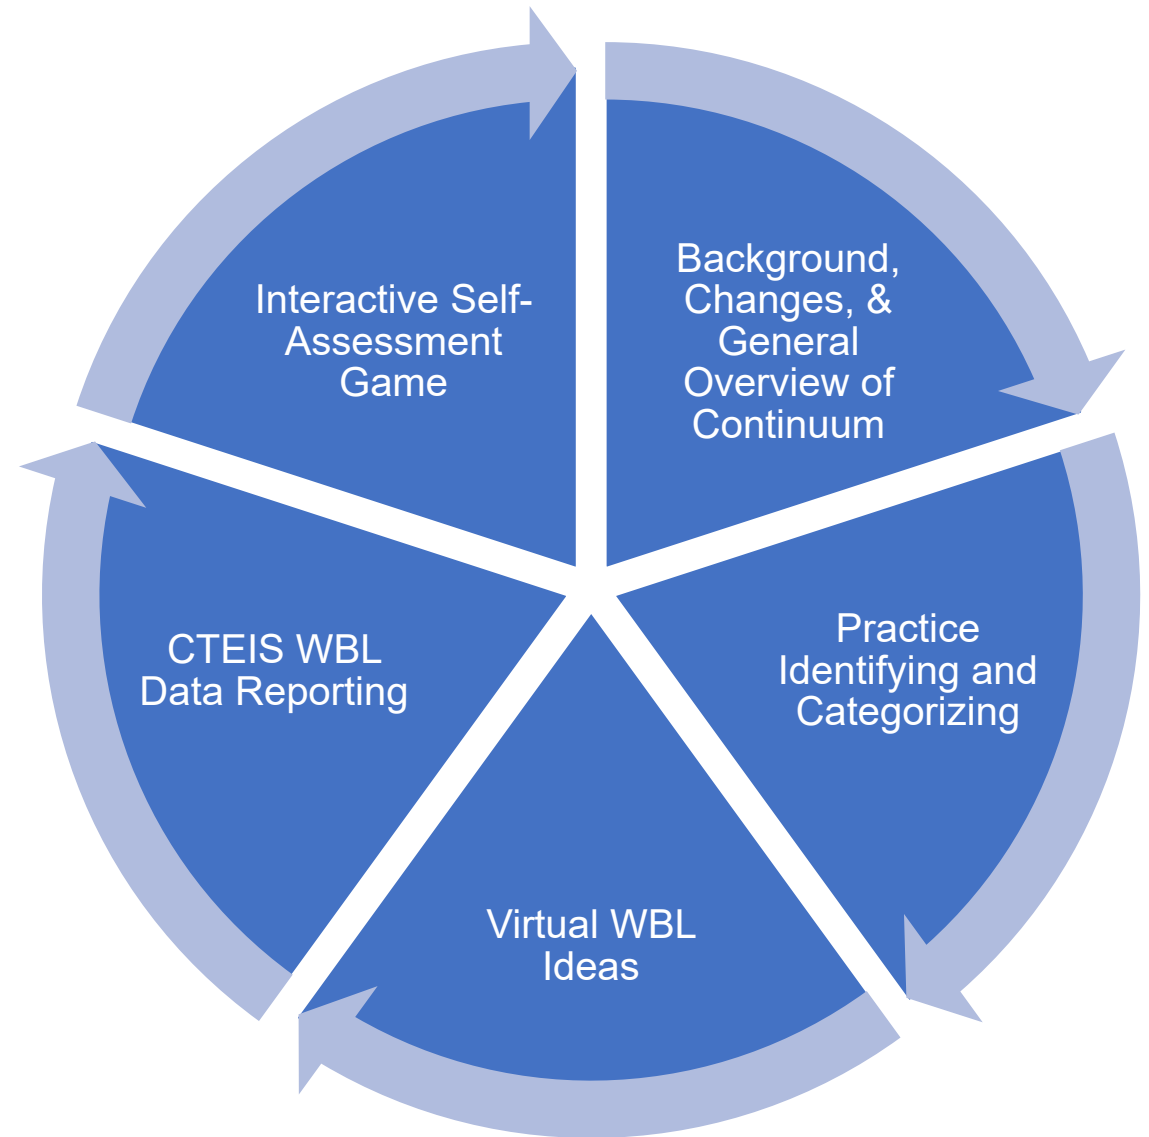 Background,
Changes, &
General
Overview of
Continuum
Practice
Identifying and
Categorizing
Virtual WBL
Ideas
CTEIS WBL
Data Reporting
Interactive Self-
Assessment
Game